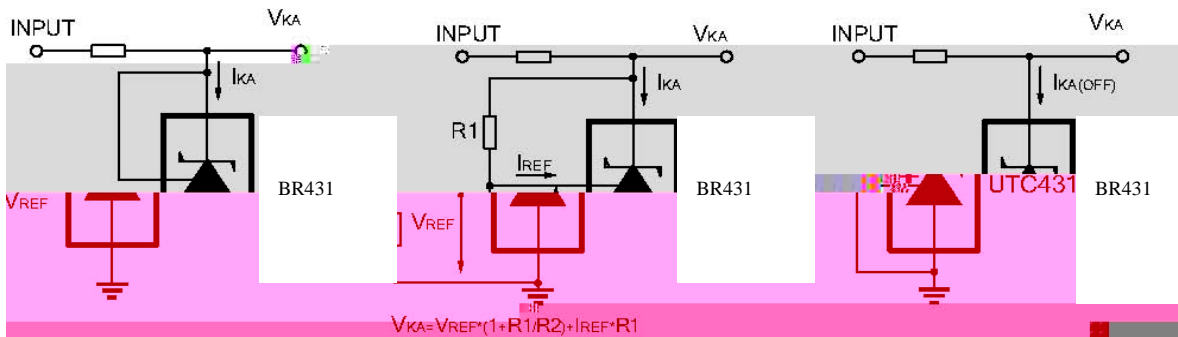 INPUT
VKA
IKA
VREF
BR431
INPUT
VKA
IKA
R1
IREF
VREF
BR431
INPUT
VKA
IKA(OFF)
UTC431
BR431
VKA=VREF*(1+R1/R2)+IREF*R1